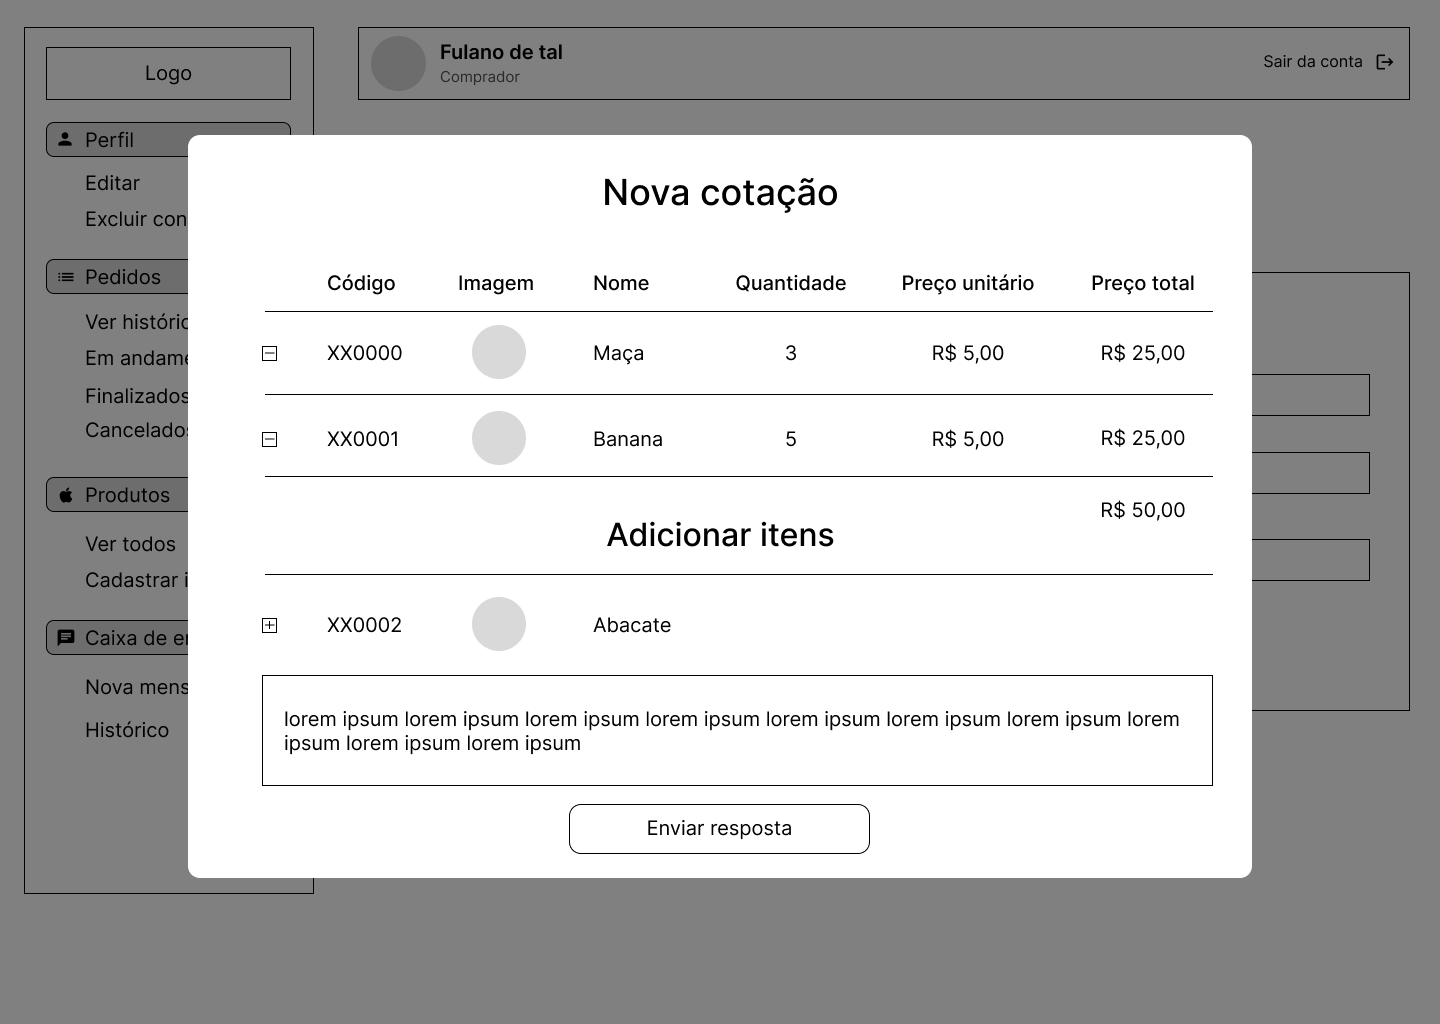 Logo
Fulano de tal
Comprador
Sair da conta
Perfil
Editar
Excluir con
Pedidos
Ver históric
Em andame
Finalizados
Cancelados
Produtos
Ver todos
Cadastrar i
Caixa de e
Nova mens
Histórico
Nova cotação
Código Imagem Nome Quantidade Preço unitário Preço total
XX0000 Maça 3 R$ 5,00 R$ 25,00
XX0001 Banana 5 R$ 5,00 R$ 25,00
R$ 50,00
Adicionar itens
XX0002 Abacate
lorem ipsum lorem ipsum lorem ipsum lorem ipsum lorem ipsum lorem ipsum lorem ipsum lorem
ipsum lorem ipsum lorem ipsum
Enviar resposta